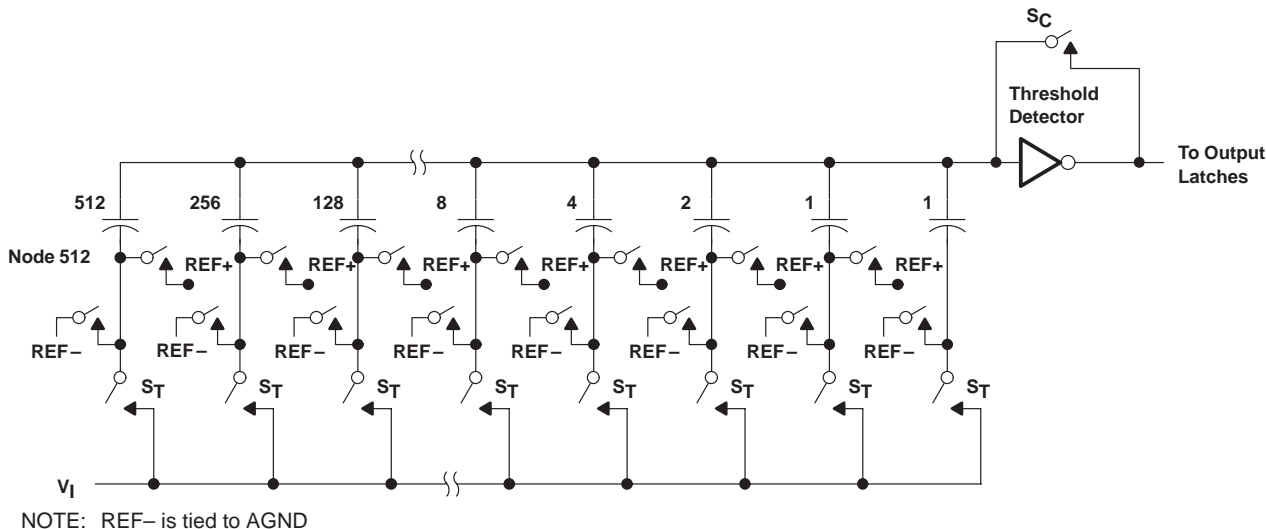 SC
Threshold
Detector
To Output
Latches
512 256 128 8 4 2 1 1
Node 512 REF+ REF+ REF+ REF+ REF+ REF+ REF+
REF– REF– REF– REF– REF– REF– REF– REF–
ST ST ST ST ST ST ST ST
VI
NOTE: REF– is tied to AGND